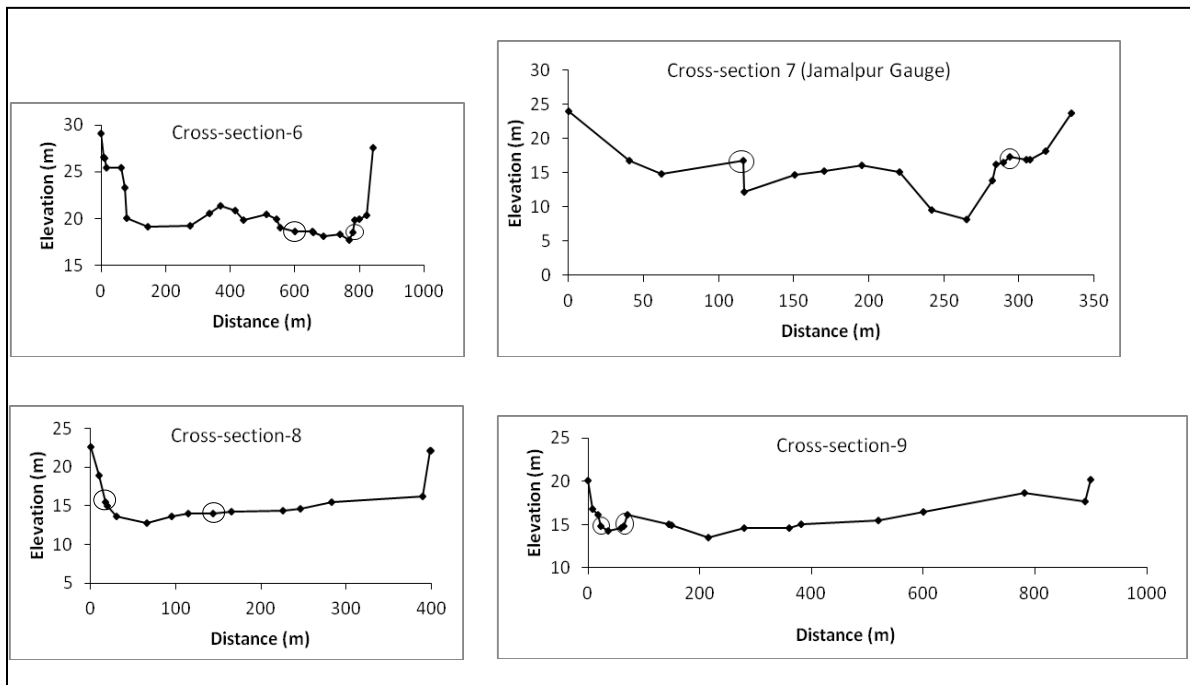 Cross-section-6
Elevation (m)
30
25
20
15
0 200 400 600 800 1000
Distance (m)
Cross-section 7 (Jamalpur Gauge)
Elevation (m)
30
25
20
15
10
5
0
0 50 100 150 200 250 300 350
Distance (m)
Cross-section-8
Elevation (m)
25
20
15
10
5
0 100 200 300 400
Distance (m)
Cross-section-9
Elevation (m)
25
20
15
10
0 200 400 600 800 1000
Distance (m)